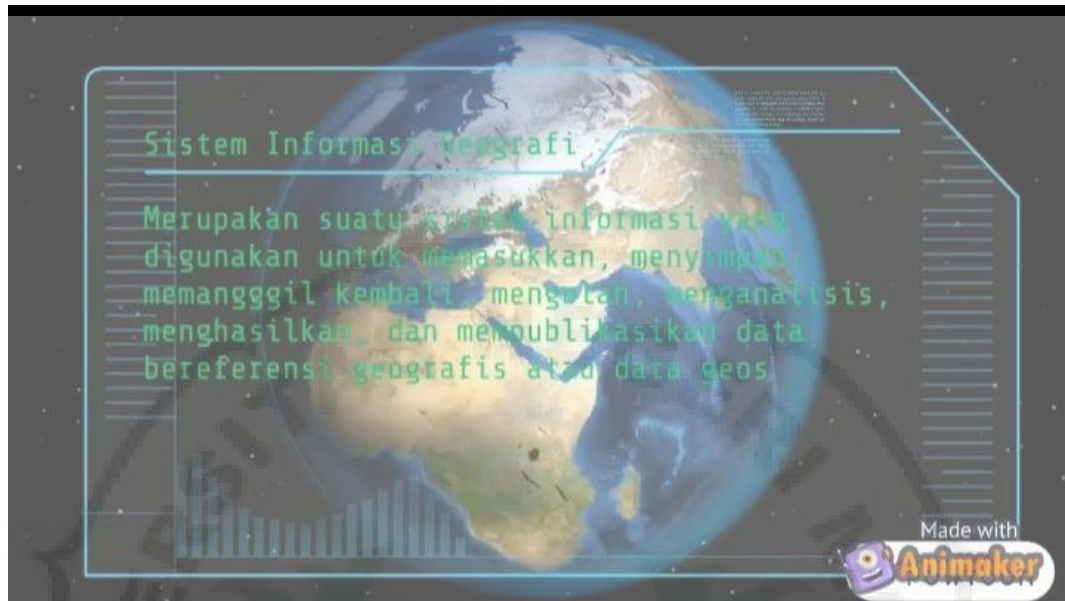 Sistem Informasi Geografi
Merupakan suatu sistem informasi yang
digunakan untuk memasukkan, menyimpan,
memangggil kembali, mengolah, menganalisis,
menghasilkan, dan mempublikasikan data
bereferensi geografis atau data geos
Made with
Animaker